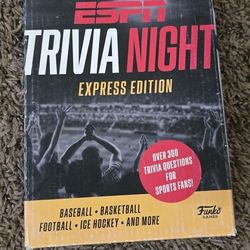 ESPN
TRIVIA NIGHT
EXPRESS EDITION
OVER 300
TRIVIA QUESTIONS
FOR
SPORTS FANS!
BASEBALL • BASKETBALL
FOOTBALL • ICE HOCKEY • AND MORE
Funko
GAMES